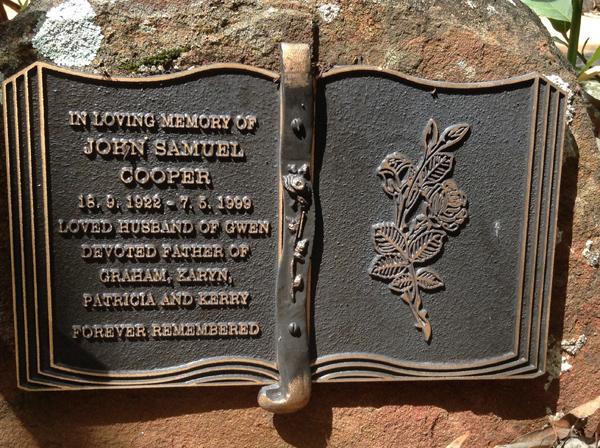 IN LOVING MEMORY OF
JOHN SAMUEL
COOPER
18. 9. 1922 - 7. 5. 1999
LOVED HUSBAND OF GWEN
DEVOTED FATHER OF
GRAHAM, KARYN,
PATRICIA AND KERRY
FOREVER REMEMBERED